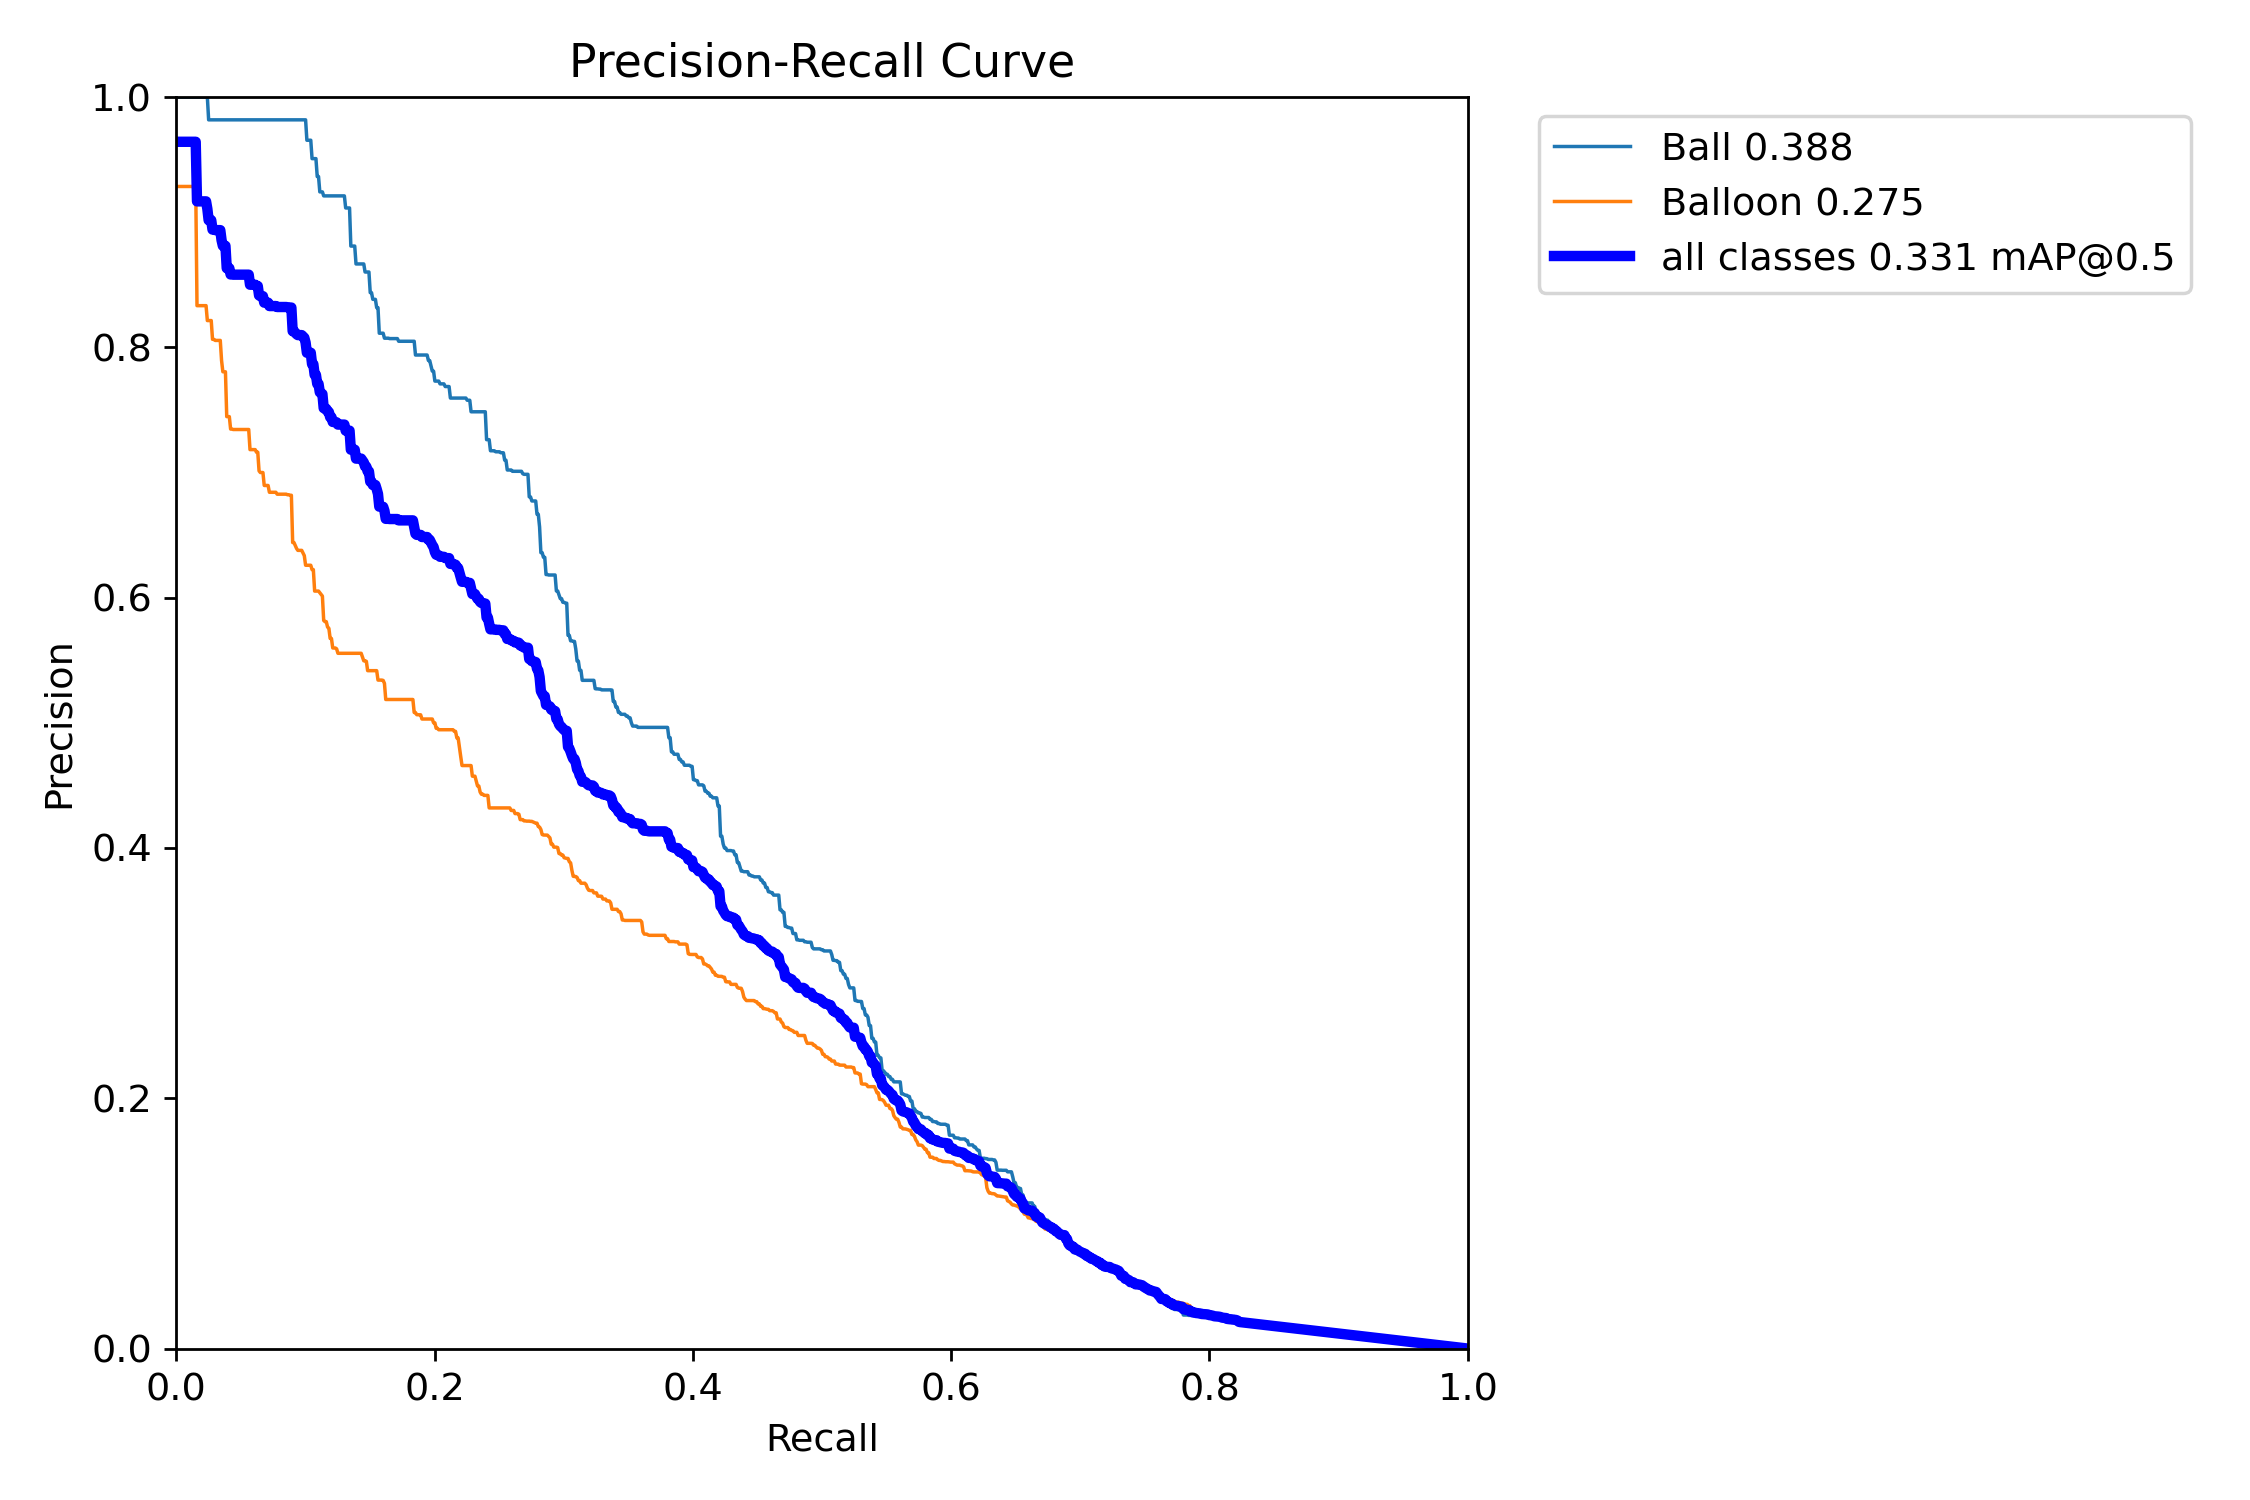 Precision-Recall Curve
1.0
0.8
0.6
0.4
0.2
0.0
Precision
0.0 0.2 0.4 0.6 0.8 1.0
Recall
Ball 0.388
Balloon 0.275
all classes 0.331 mAP@0.5